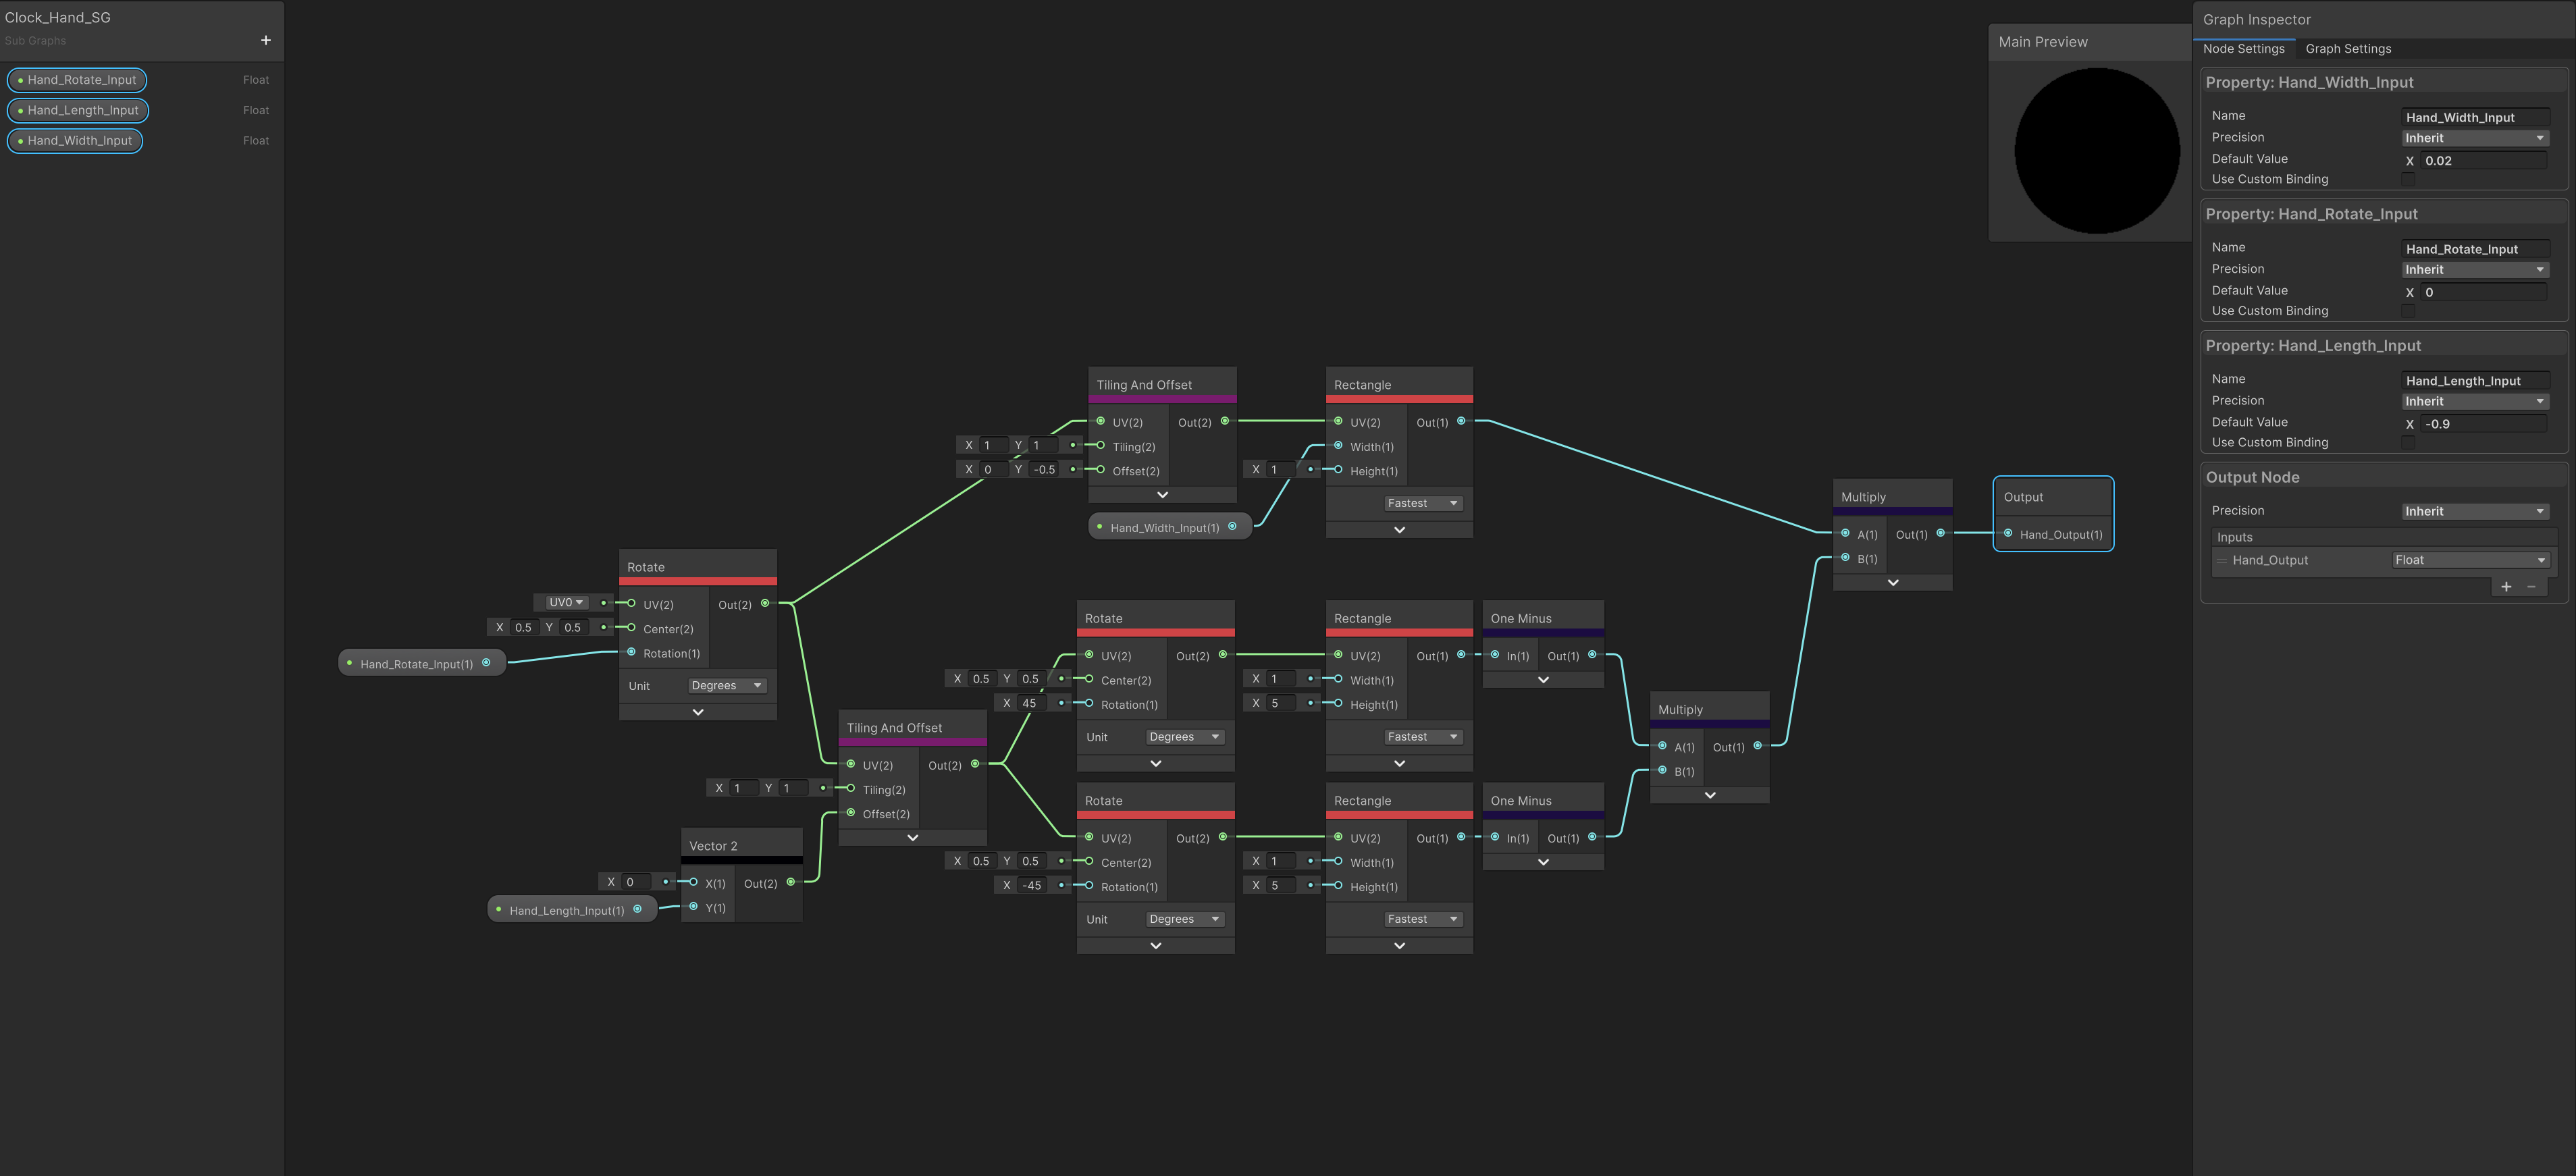 Clock_Hand_SG
Sub Graphs
+
Hand_Rotate_Input Float
Hand_Length_Input Float
Hand_Width_Input Float
Hand_Rotate_Input(1)
UV0
X 0.5 Y 0.5
Rotate
UV(2) Out(2)
Center(2)
Rotation(1)
Unit Degrees
Hand_Length_Input(1)
X 0
Vector 2
X(1) Out(2)
Y(1)
X 1 Y 1
Tiling And Offset
UV(2) Out(2)
Tiling(2)
Offset(2)
X 1 Y 1
X 0 Y -0.5
Tiling And Offset
UV(2) Out(2)
Tiling(2)
Offset(2)
Hand_Width_Input(1)
X 1
Rectangle
UV(2) Out(1)
Width(1)
Height(1)
Fastest
X 0.5 Y 0.5
X 45
Rotate
UV(2) Out(2)
Center(2)
Rotation(1)
Unit Degrees
X 1
X 5
Rectangle
UV(2) Out(1)
Width(1)
Height(1)
Fastest
One Minus
In(1) Out(1)
X 0.5 Y 0.5
X -45
Rotate
UV(2) Out(2)
Center(2)
Rotation(1)
Unit Degrees
X 1
X 5
Rectangle
UV(2) Out(1)
Width(1)
Height(1)
Fastest
One Minus
In(1) Out(1)
Multiply
A(1) Out(1)
B(1)
Multiply
A(1) Out(1)
B(1)
Output
Hand_Output(1)
Main Preview
Graph Inspector
Node Settings Graph Settings
Property: Hand_Width_Input
Name Hand_Width_Input
Precision Inherit
Default Value X 0.02
Use Custom Binding
Property: Hand_Rotate_Input
Name Hand_Rotate_Input
Precision Inherit
Default Value X 0
Use Custom Binding
Property: Hand_Length_Input
Name Hand_Length_Input
Precision Inherit
Default Value X -0.9
Use Custom Binding
Output Node
Precision Inherit
Inputs
Hand_Output Float
+ −